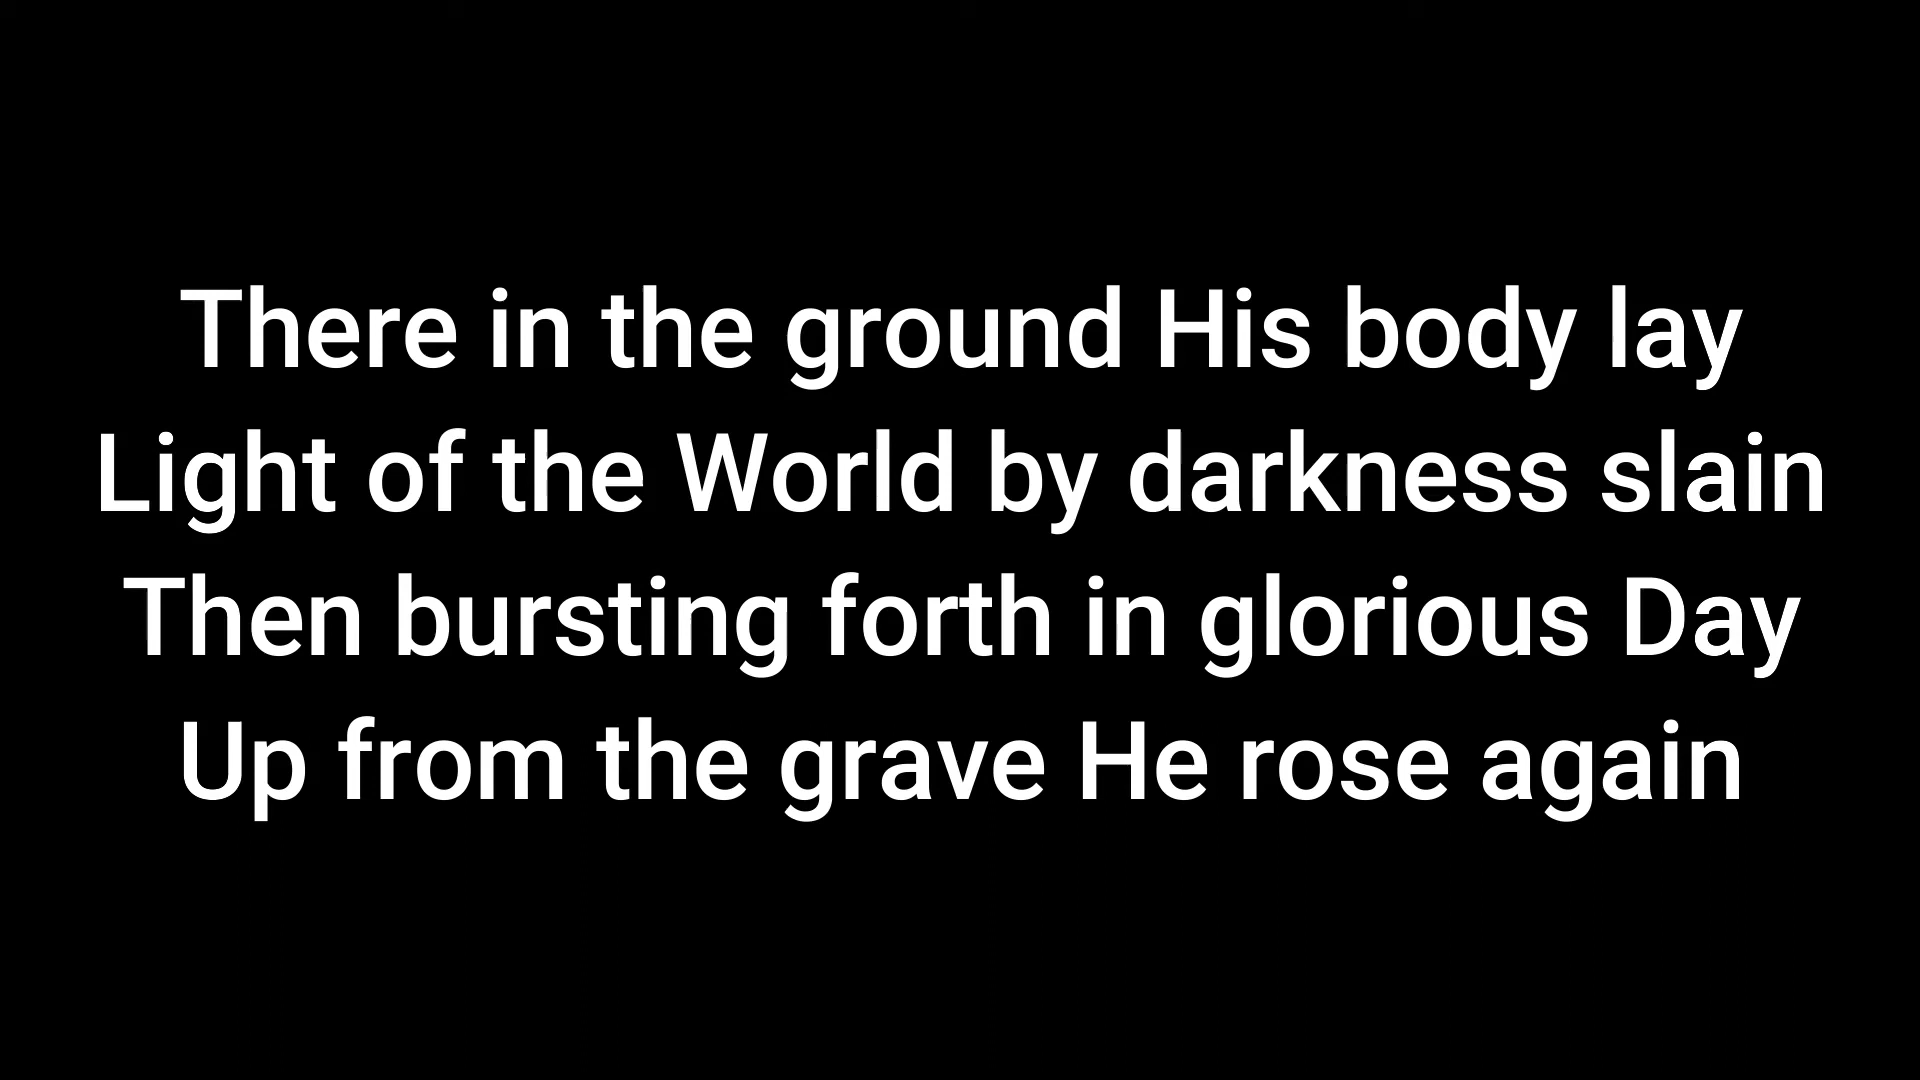 There in the ground His body lay
Light of the World by darkness slain
Then bursting forth in glorious Day
Up from the grave He rose again